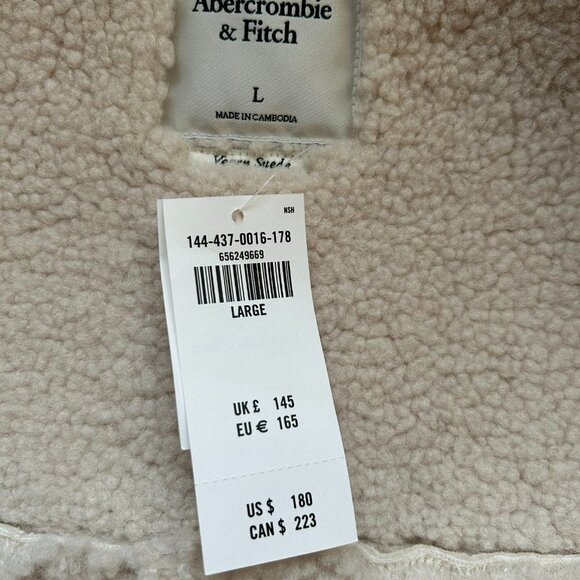 Abercrombie
& Fitch
L
MADE IN CAMBODIA
Vegan Suede
NSH
144-437-0016-178
656249669
LARGE
UK £ 145
EU € 165
US $ 180
CAN $ 223